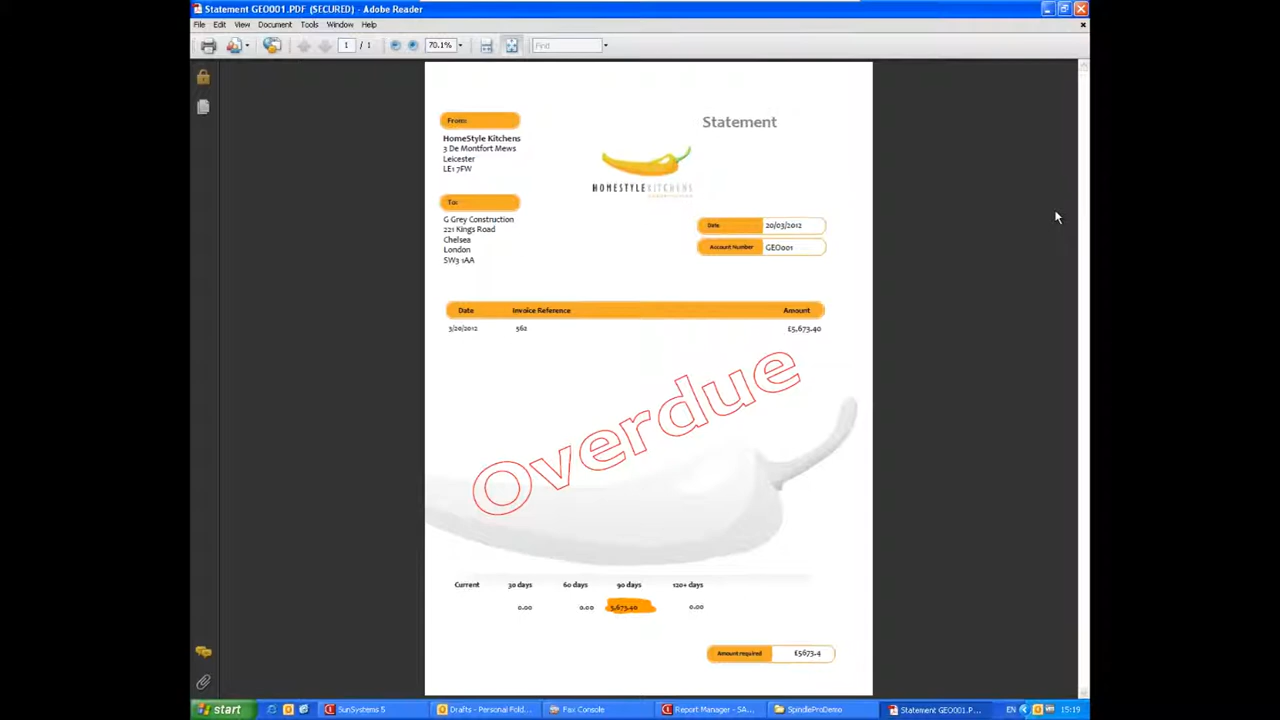 Statement GEO001.PDF (SECURED) - Adobe Reader
File Edit View Document Tools Window Help
1 / 1 70.1% Find
From:
Statement
HomeStyle Kitchens
3 De Montfort Mews
Leicester
LE1 7FW
HOMESTYLEKITCHENS
To:
G Grey Construction
221 Kings Road
Chelsea
London
SW3 1AA
Date 20/03/2012
Account Number GEO001
Date Invoice Reference Amount
3/20/2012 562 £5,673.40
Overdue
Current 30 days 60 days 90 days 120+ days
0.00 0.00 5,673.40 0.00
Amount required £5673.4
start SunSystems 5 Drafts - Personal Fold... Fax Console Report Manager - SA... SpindleProDemo Statement GEO001.P... EN 15:19